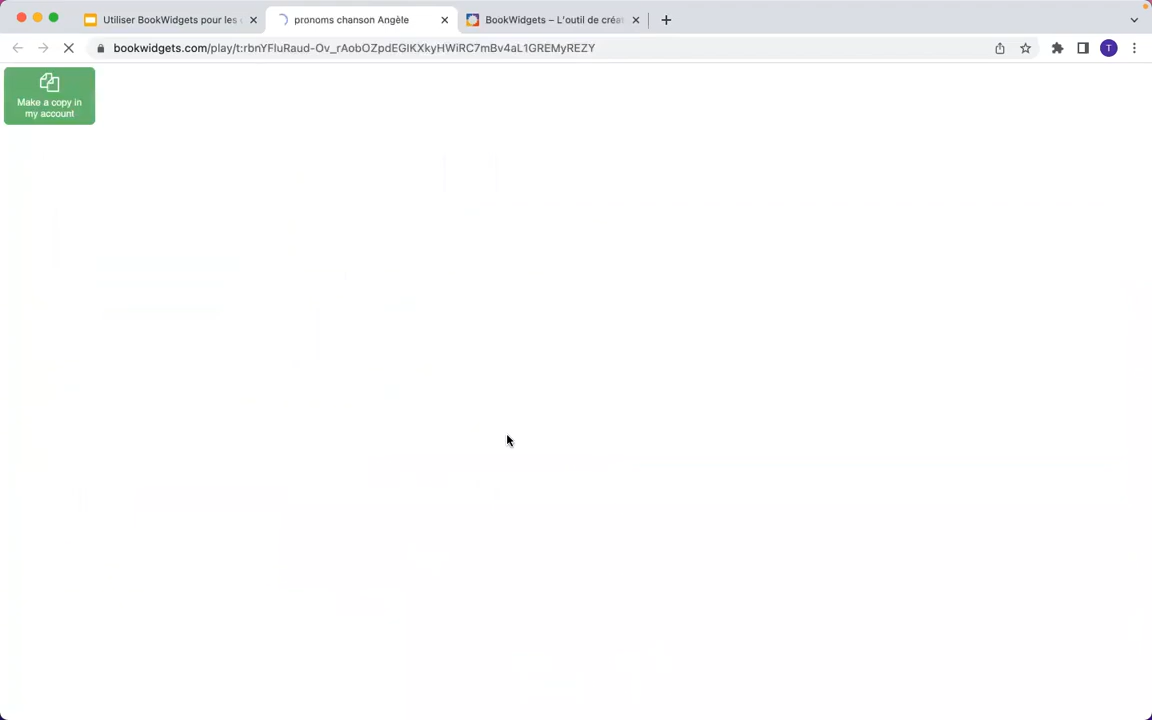 Utiliser BookWidgets pour les
pronoms chanson Angèle
BookWidgets – L'outil de créat
bookwidgets.com/play/t:rbnYFluRaud-Ov_rAobOZpdEGIKXkyHWiRC7mBv4aL1GREMyREZY
T
Make a copy in
my account